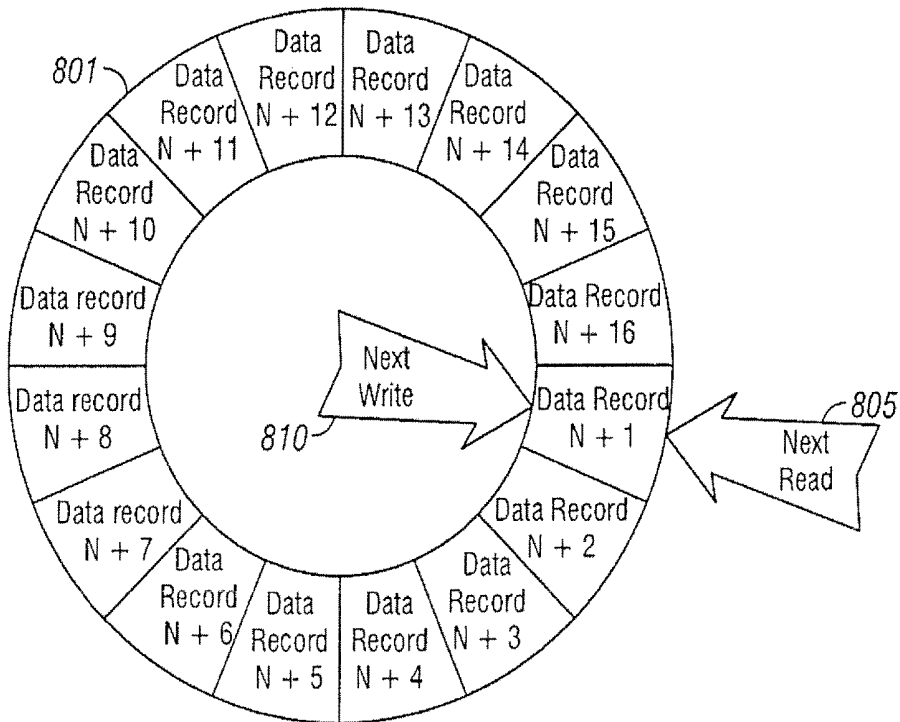 801
Data
Record
N + 12
Data
Record
N + 13
Data
Record
N + 11
Data
Record
N + 14
Data
Record
N + 10
Data
Record
N + 15
Data record
N + 9
Data Record
N + 16
Next
Write
810
Data record
N + 8
Data Record
N + 1
805
Next
Read
Data record
N + 7
Data Record
N + 2
Data
Record
N + 6
Data
Record
N + 5
Data
Record
N + 4
Data
Record
N + 3